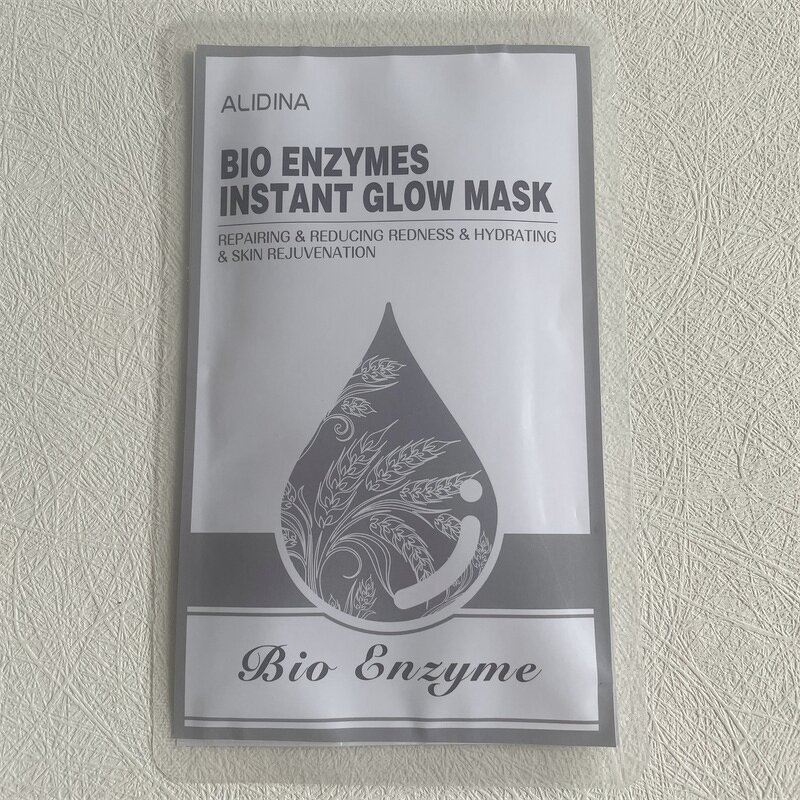 ALIDINA
BIO ENZYMES
INSTANT GLOW MASK
REPAIRING & REDUCING REDNESS & HYDRATING
& SKIN REJUVENATION
Bio Enzyme